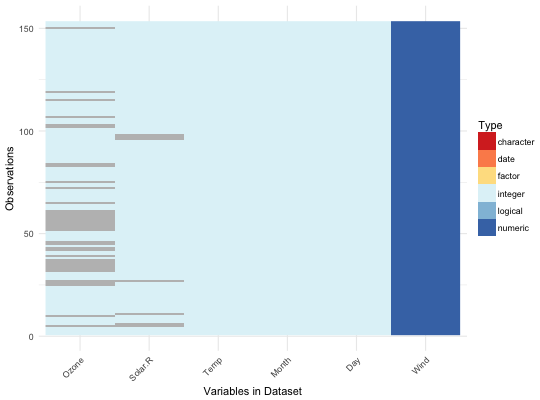 150
100
50
0
Observations
Ozone
Solar.R
Temp
Month
Day
Wind
Variables in Dataset
Type
character
date
factor
integer
logical
numeric